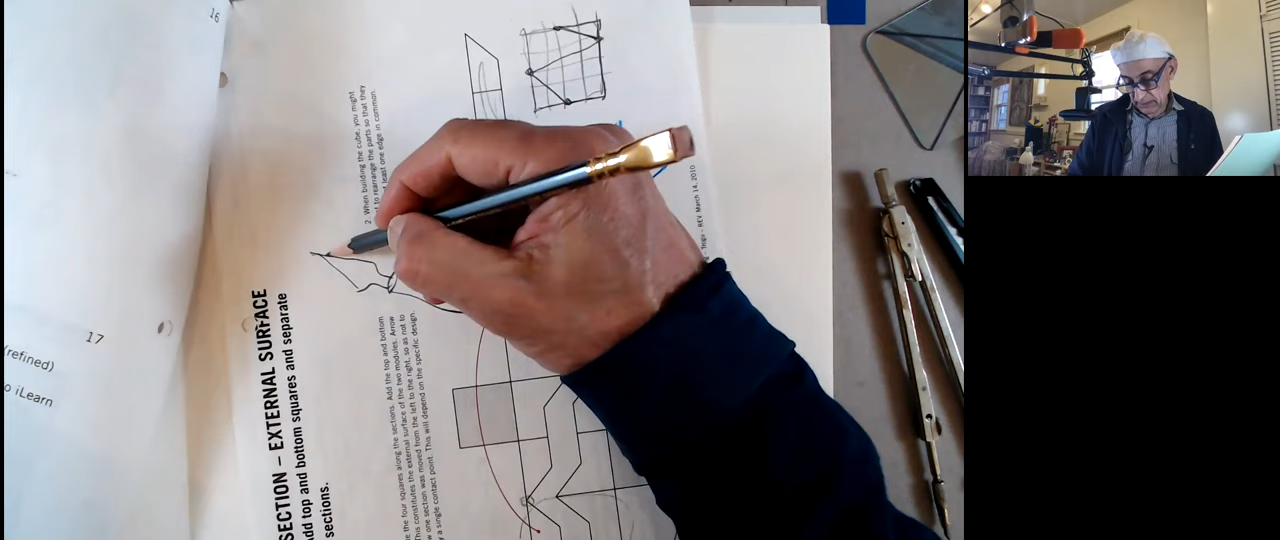 16
17
(refined)
o iLearn
SECTION – EXTERNAL SURFACE
dd top and bottom squares and separate
sections.
2 When building the cube, you might
t to rearrange the parts so that they
least one edge in common.
e the four squares along the sections. Add the top and bottom
This constitutes the external surface of the two modules. Arrow
w one section was moved from the left to the right, so as not to
y a single contact point. This will depend on the specific design.
REV. March 14, 2010